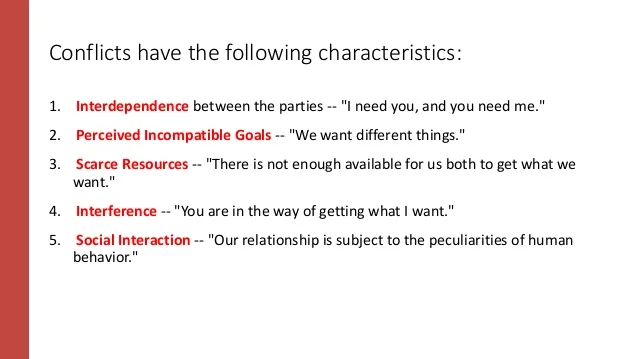 Conflicts have the following characteristics:
1. Interdependence between the parties -- "I need you, and you need me."
2. Perceived Incompatible Goals -- "We want different things."
3. Scarce Resources -- "There is not enough available for us both to get what we
want."
4. Interference -- "You are in the way of getting what I want."
5. Social Interaction -- "Our relationship is subject to the peculiarities of human
behavior."